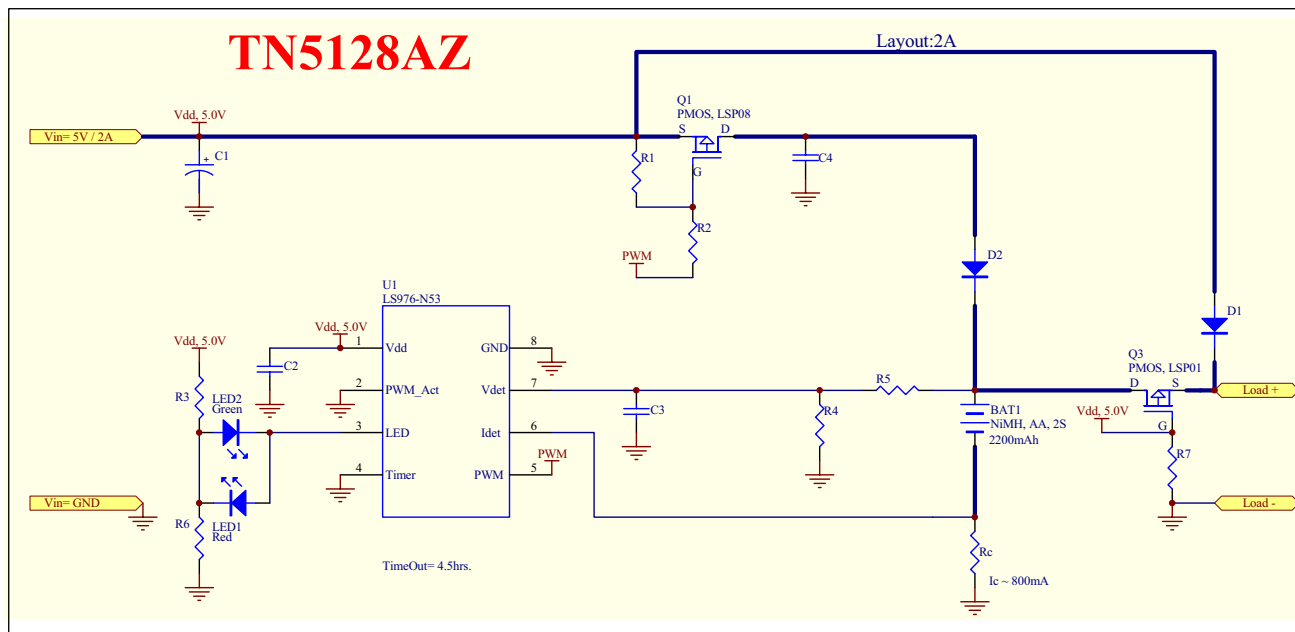 TN5128AZ
Layout:2A
Q1
PMOS, LSP08
Vdd, 5.0V
Vin= 5V / 2A
S
D
C1
R1
C4
G
R2
PWM
D2
U1
LS976-N53
Vdd, 5.0V
D1
Vdd, 5.0V
1
Vdd
GND
8
Q3
PMOS, LSP01
C2
R3
2
PWM_Act
Vdet
7
R5
D
S
Load +
LED2
Green
C3
R4
BAT1
NiMH, AA, 2S
2200mAh
Vdd, 5.0V
G
3
LED
Idet
6
R7
PWM
4
Timer
PWM
5
Vin= GND
Load -
R6
LED1
Red
Rc
TimeOut= 4.5hrs.
Ic ~ 800mA